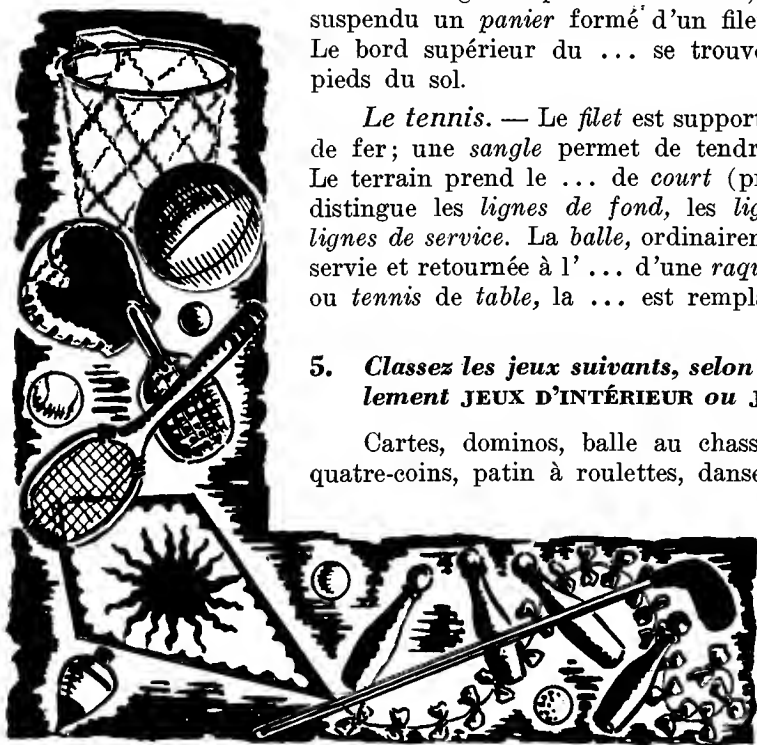 suspendu un panier formé d'un file
Le bord supérieur du ... se trouve
pieds du sol.
Le tennis. — Le filet est support
de fer; une sangle permet de tendr
Le terrain prend le ... de court (pr
distingue les lignes de fond, les lig
lignes de service. La balle, ordinairer
servie et retournée à l' ... d'une raqu
ou tennis de table, la ... est rempla
5. Classez les jeux suivants, selon
lement JEUX D'INTÉRIEUR ou J
Cartes, dominos, balle au chass
quatre-coins, patin à roulettes, danse